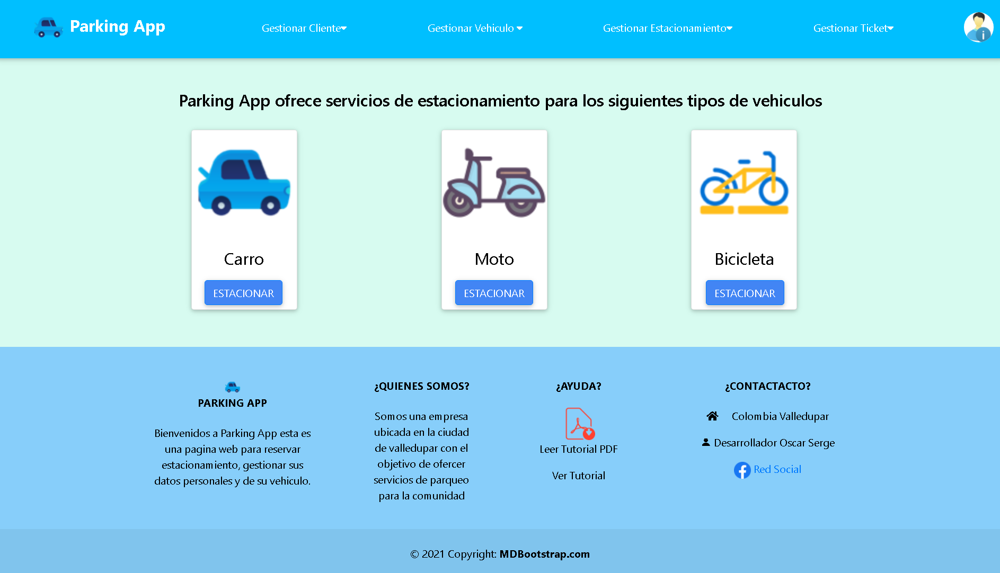 Parking App
Gestionar Cliente
Gestionar Vehiculo
Gestionar Estacionamiento
Gestionar Ticket
i
Parking App ofrece servicios de estacionamiento para los siguientes tipos de vehiculos
Carro
ESTACIONAR
Moto
ESTACIONAR
Bicicleta
ESTACIONAR
PARKING APP
Bienvenidos a Parking App esta es
una pagina web para reservar
estacionamiento, gestionar sus
datos personales y de su vehiculo.
¿QUIENES SOMOS?
Somos una empresa
ubicada en la ciudad
de valledupar con el
objetivo de ofercer
servicios de parqueo
para la comunidad
¿AYUDA?
Leer Tutorial PDF
Ver Tutorial
¿CONTACTACTO?
Colombia Valledupar
Desarrollador Oscar Serge
Red Social
© 2021 Copyright: MDBootstrap.com